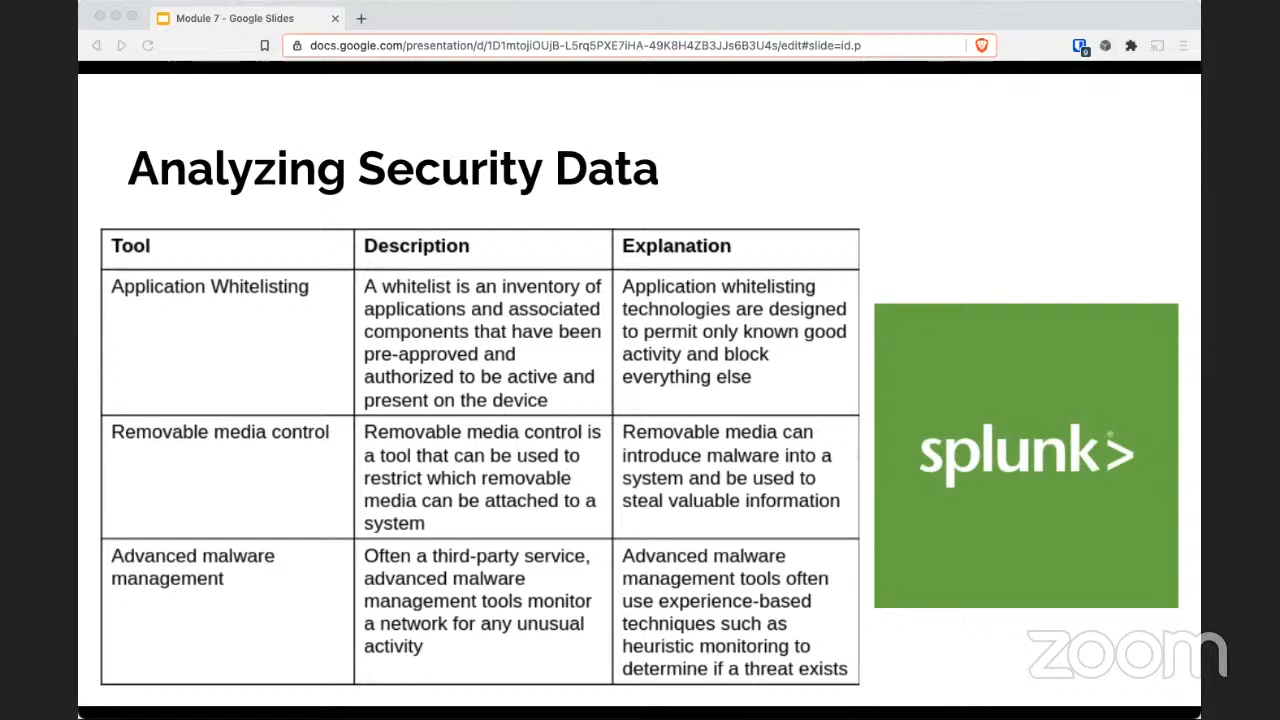 Module 7 - Google Slides
docs.google.com/presentation/d/1D1mtojiOUjB-L5rq5PXE7iHA-49K8H4ZB3JJs6B3U4s/edit#slide=id.p
9
Analyzing Security Data
Tool
Description
Explanation
Application Whitelisting
A whitelist is an inventory of
applications and associated
components that have been
pre-approved and
authorized to be active and
present on the device
Application whitelisting
technologies are designed
to permit only known good
activity and block
everything else
Removable media control
Removable media control is
a tool that can be used to
restrict which removable
media can be attached to a
system
Removable media can
introduce malware into a
system and be used to
steal valuable information
Advanced malware
management
Often a third-party service,
advanced malware
management tools monitor
a network for any unusual
activity
Advanced malware
management tools often
use experience-based
techniques such as
heuristic monitoring to
determine if a threat exists
splunk>®
zoom